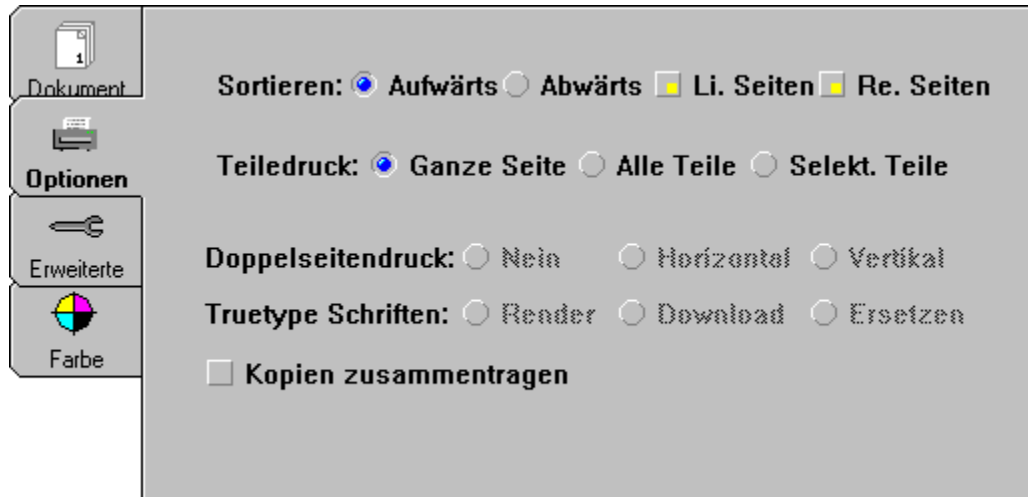 1
Dokument
Optionen
Erweiterte
Farbe
Sortieren: Aufwärts Abwärts Li. Seiten Re. Seiten
Teiledruck: Ganze Seite Alle Teile Selekt. Teile
Doppelseitendruck: Nein Horizontal Vertikal
Truetype Schriften: Render Download Ersetzen
Kopien zusammentragen